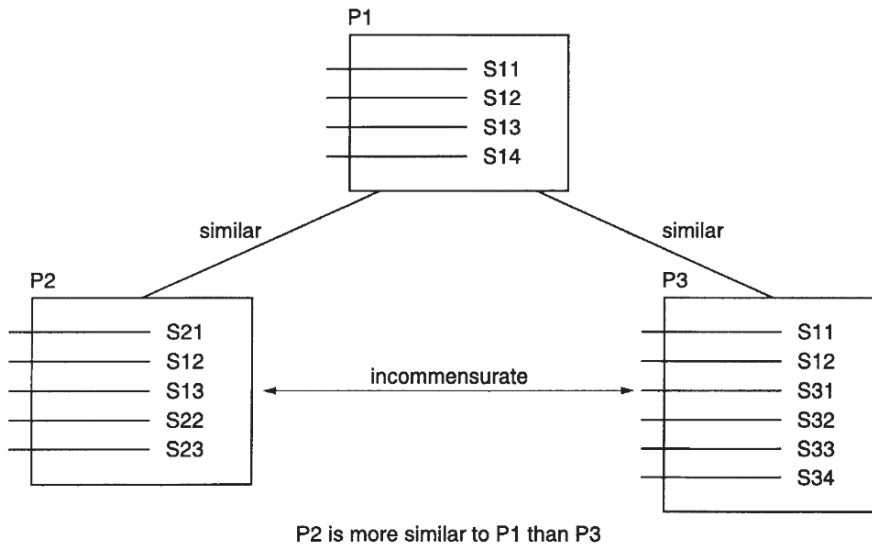 P1
S11
S12
S13
S14
similar
similar
P2
S21
S12
S13
S22
S23
incommensurate
P3
S11
S12
S31
S32
S33
S34
P2 is more similar to P1 than P3